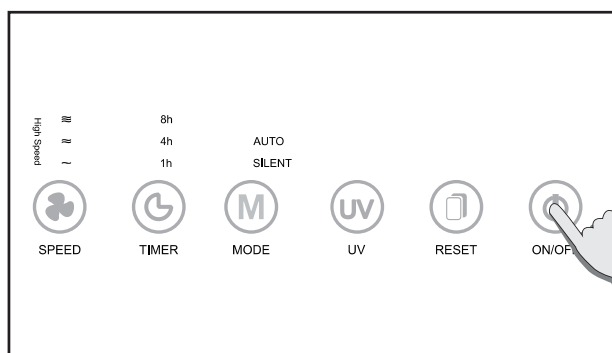 High Speed
≋ 8h
≈ 4h AUTO
~ 1h SILENT
M UV
SPEED TIMER MODE UV RESET ON/OFF